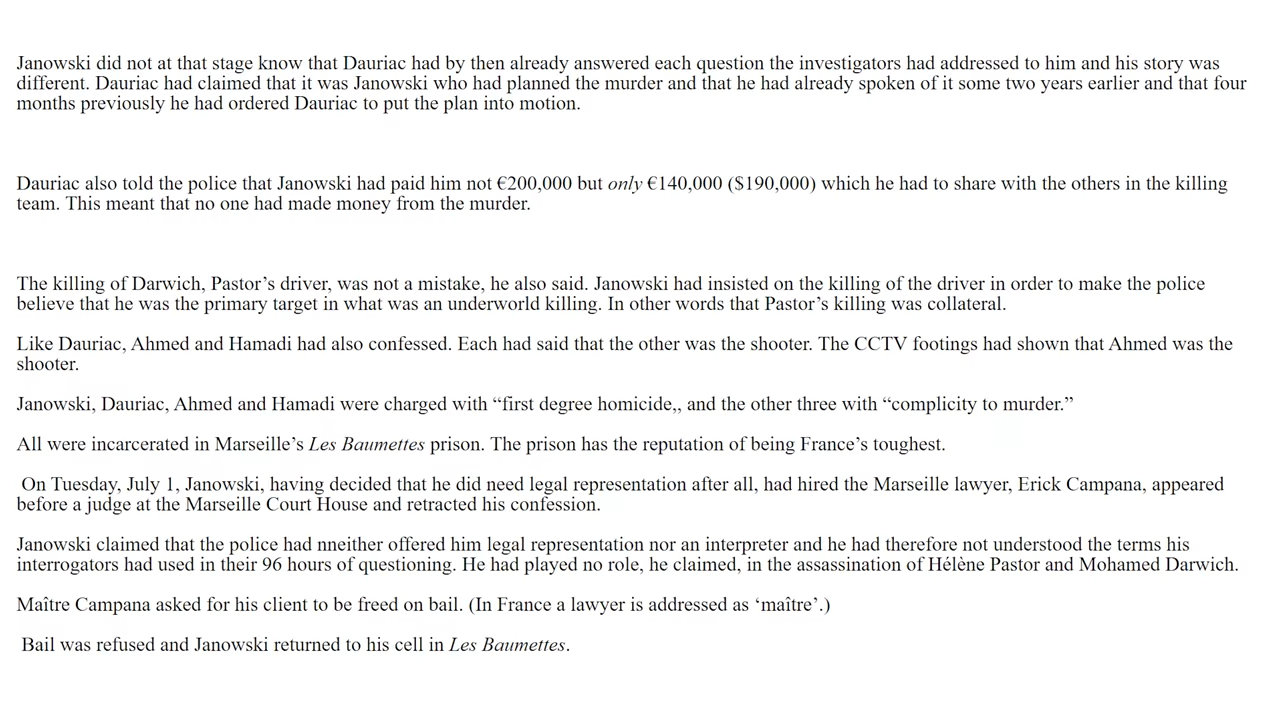 Janowski did not at that stage know that Dauriac had by then already answered each question the investigators had addressed to him and his story was
different. Dauriac had claimed that it was Janowski who had planned the murder and that he had already spoken of it some two years earlier and that four
months previously he had ordered Dauriac to put the plan into motion.
Dauriac also told the police that Janowski had paid him not €200,000 but only €140,000 ($190,000) which he had to share with the others in the killing
team. This meant that no one had made money from the murder.
The killing of Darwich, Pastor’s driver, was not a mistake, he also said. Janowski had insisted on the killing of the driver in order to make the police
believe that he was the primary target in what was an underworld killing. In other words that Pastor’s killing was collateral.
Like Dauriac, Ahmed and Hamadi had also confessed. Each had said that the other was the shooter. The CCTV footings had shown that Ahmed was the
shooter.
Janowski, Dauriac, Ahmed and Hamadi were charged with “first degree homicide,, and the other three with “complicity to murder.”
All were incarcerated in Marseille’s Les Baumettes prison. The prison has the reputation of being France’s toughest.
On Tuesday, July 1, Janowski, having decided that he did need legal representation after all, had hired the Marseille lawyer, Erick Campana, appeared
before a judge at the Marseille Court House and retracted his confession.
Janowski claimed that the police had nneither offered him legal representation nor an interpreter and he had therefore not understood the terms his
interrogators had used in their 96 hours of questioning. He had played no role, he claimed, in the assassination of Hélène Pastor and Mohamed Darwich.
Maître Campana asked for his client to be freed on bail. (In France a lawyer is addressed as ‘maître’.)
Bail was refused and Janowski returned to his cell in Les Baumettes.